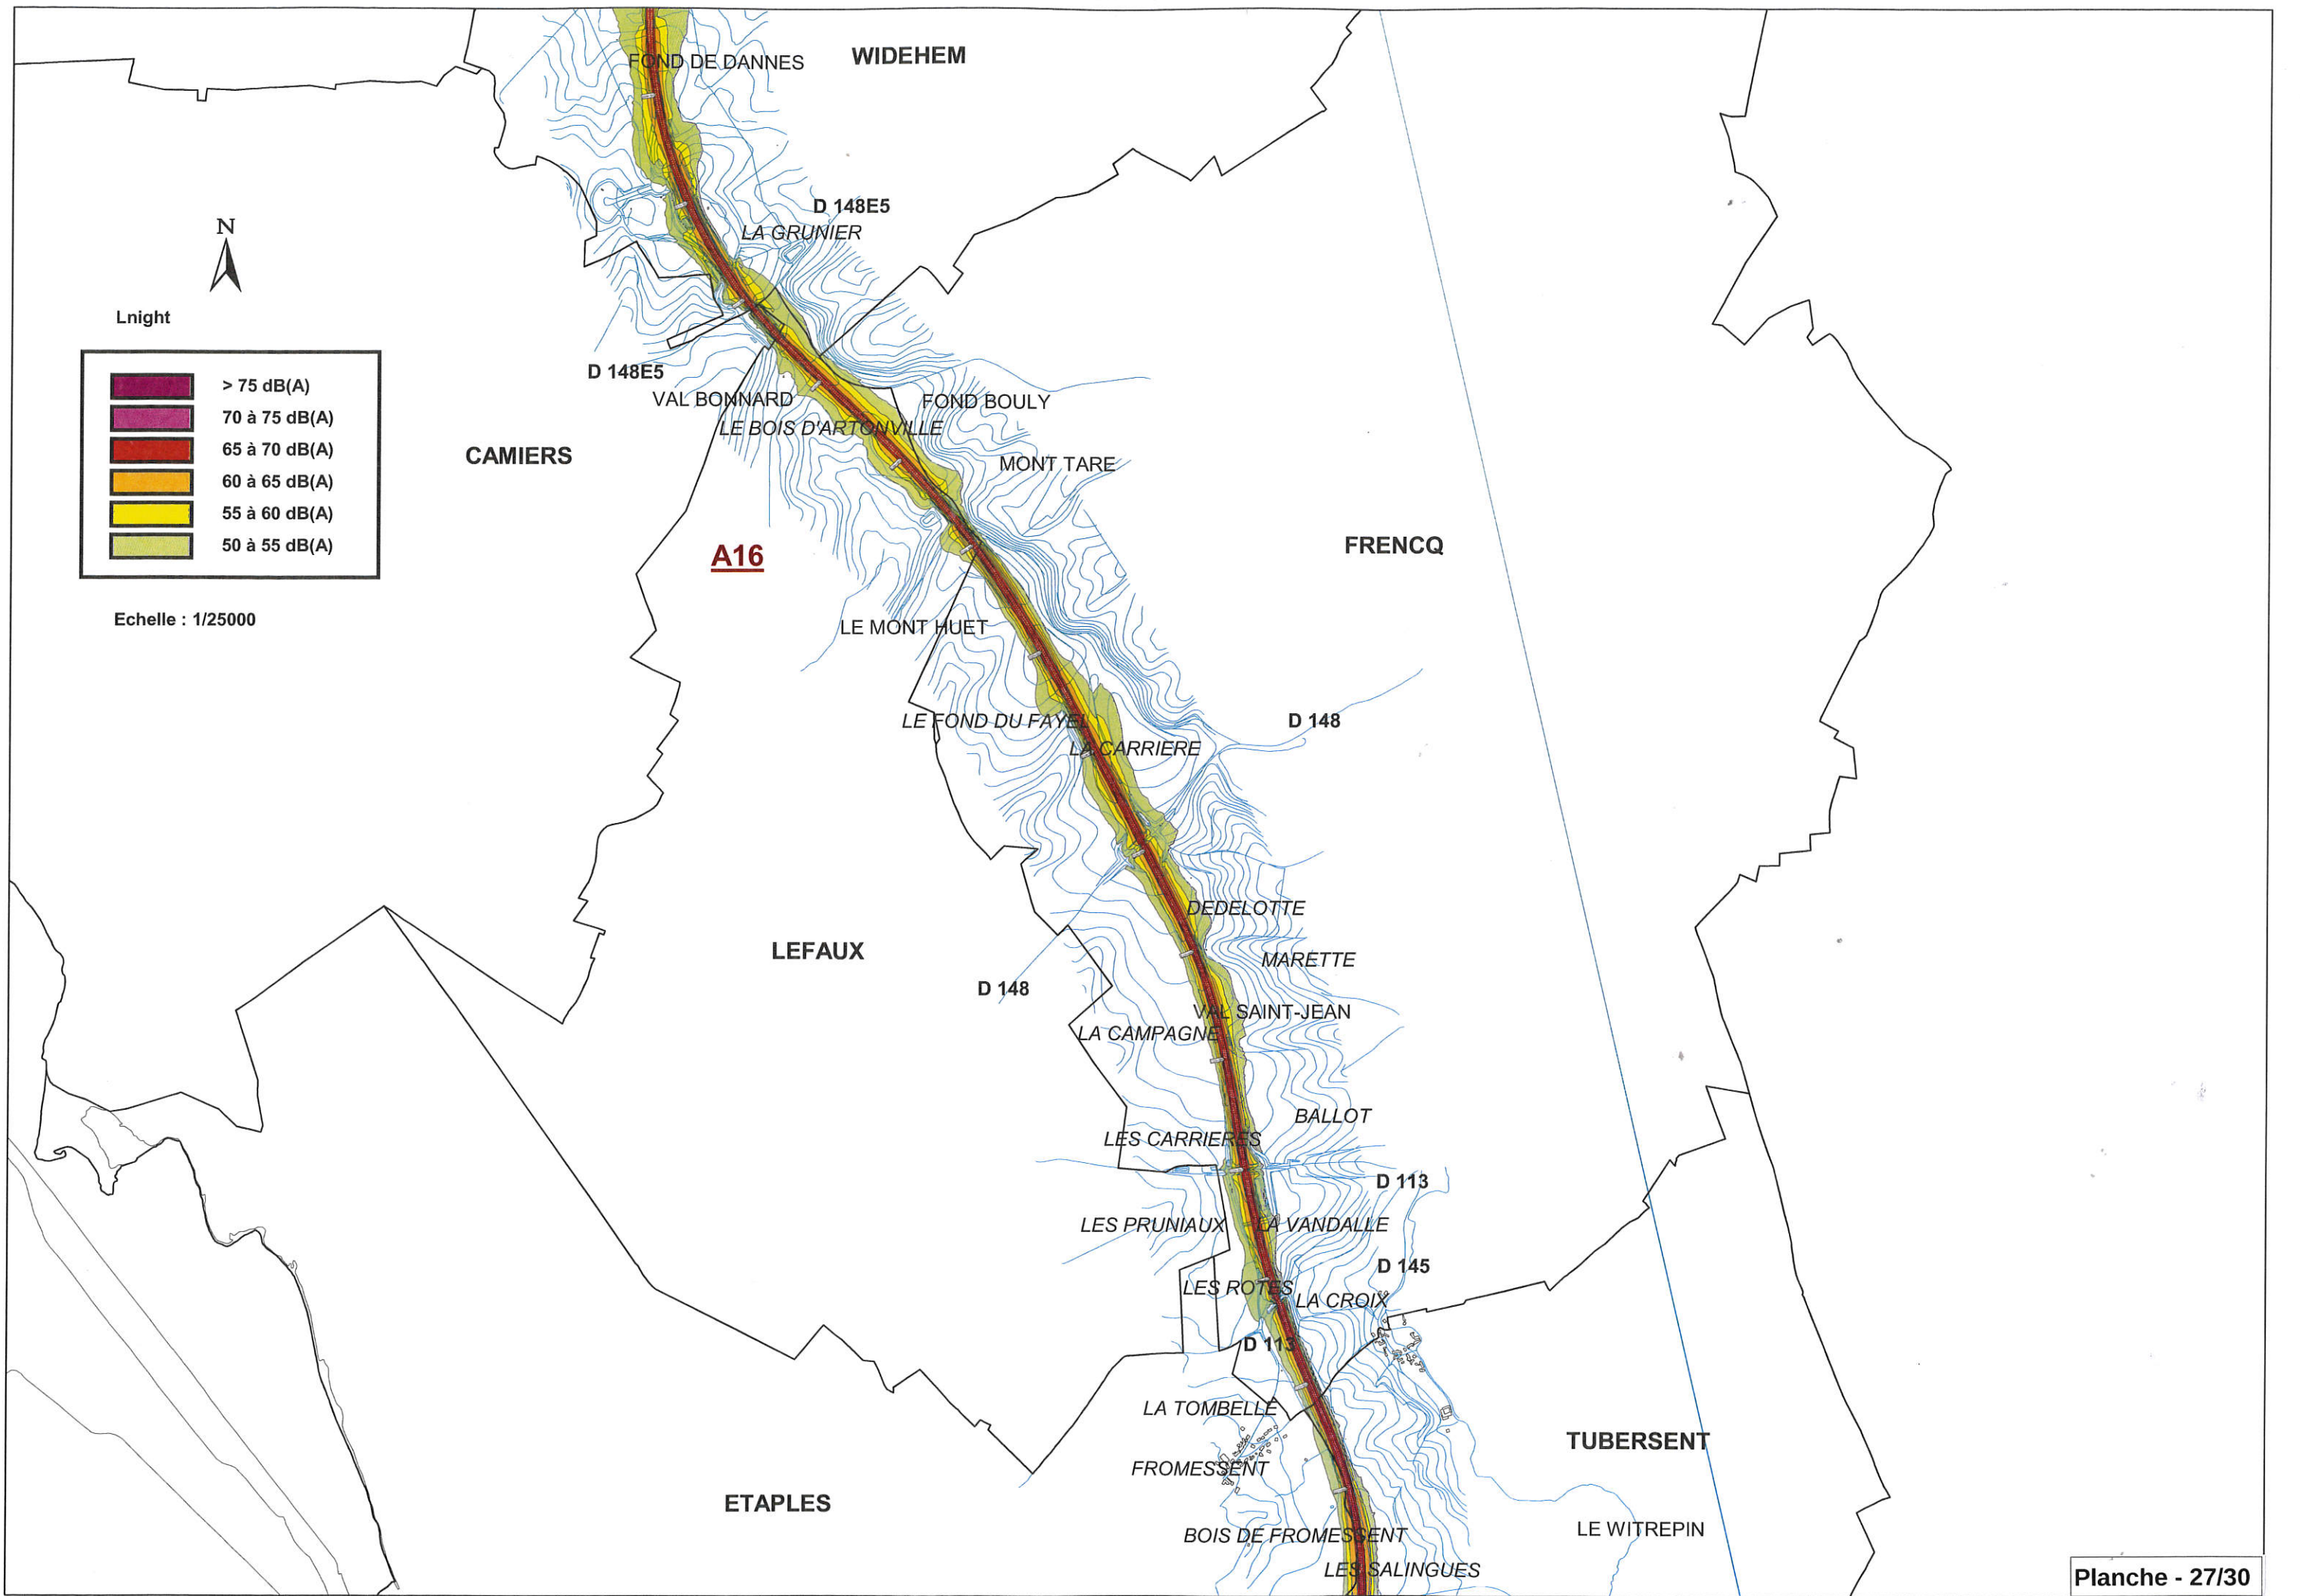 FOND DE DANNES
WIDEHEM
D 148E5
LA GRUNIER
N
Lnight
> 75 dB(A)
70 à 75 dB(A)
65 à 70 dB(A)
60 à 65 dB(A)
55 à 60 dB(A)
50 à 55 dB(A)
Echelle : 1/25000
D 148E5
VAL BONNARD
FOND BOULY
LE BOIS D'ARTONVILLE
CAMIERS
MONT TARE
A16
FRENCQ
LE MONT HUET
LE FOND DU FAYEL
D 148
LA CARRIERE
DEDELOTTE
LEFAUX
MARETTE
D 148
VAL SAINT-JEAN
LA CAMPAGNE
BALLOT
LES CARRIERES
D 113
LES PRUNIAUX
LA VANDALLE
D 145
LES ROTES
LA CROIX
D 113
LA TOMBELLE
TUBERSENT
FROMESSENT
ETAPLES
LE WITREPIN
BOIS DE FROMESSENT
LES SALINGUES
Planche - 27/30